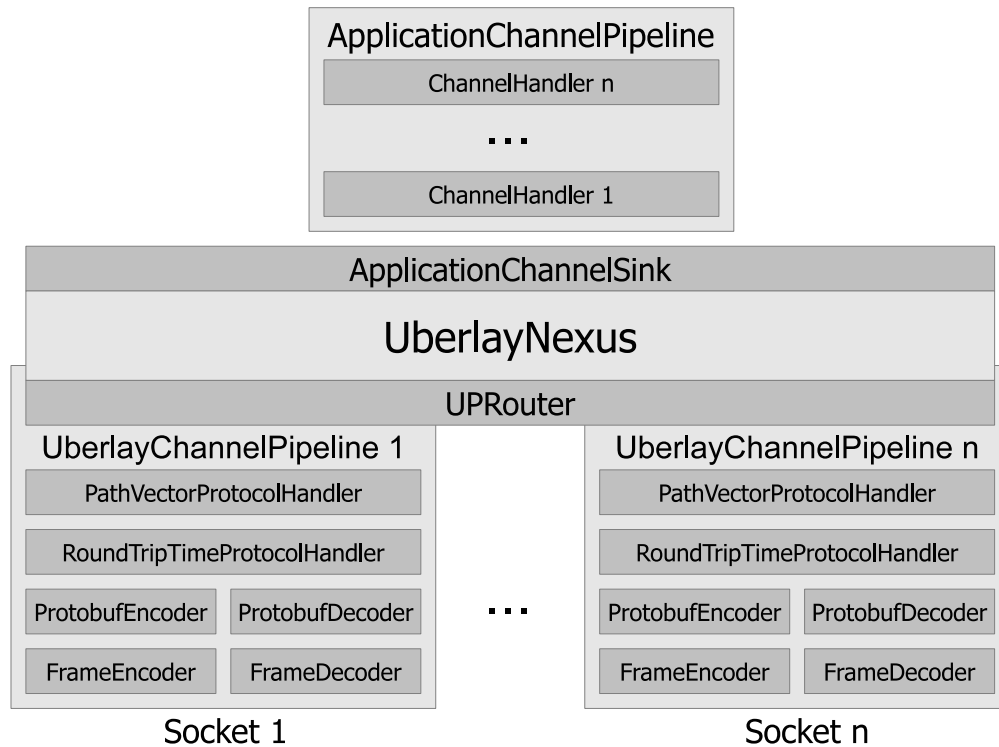 ApplicationChannelPipeline
ChannelHandler n
...
ChannelHandler 1
ApplicationChannelSink
UberlayNexus
UPRouter
UberlayChannelPipeline 1
PathVectorProtocolHandler
RoundTripTimeProtocolHandler
ProtobufEncoder
ProtobufDecoder
FrameEncoder
FrameDecoder
Socket 1
...
UberlayChannelPipeline n
PathVectorProtocolHandler
RoundTripTimeProtocolHandler
ProtobufEncoder
ProtobufDecoder
FrameEncoder
FrameDecoder
Socket n